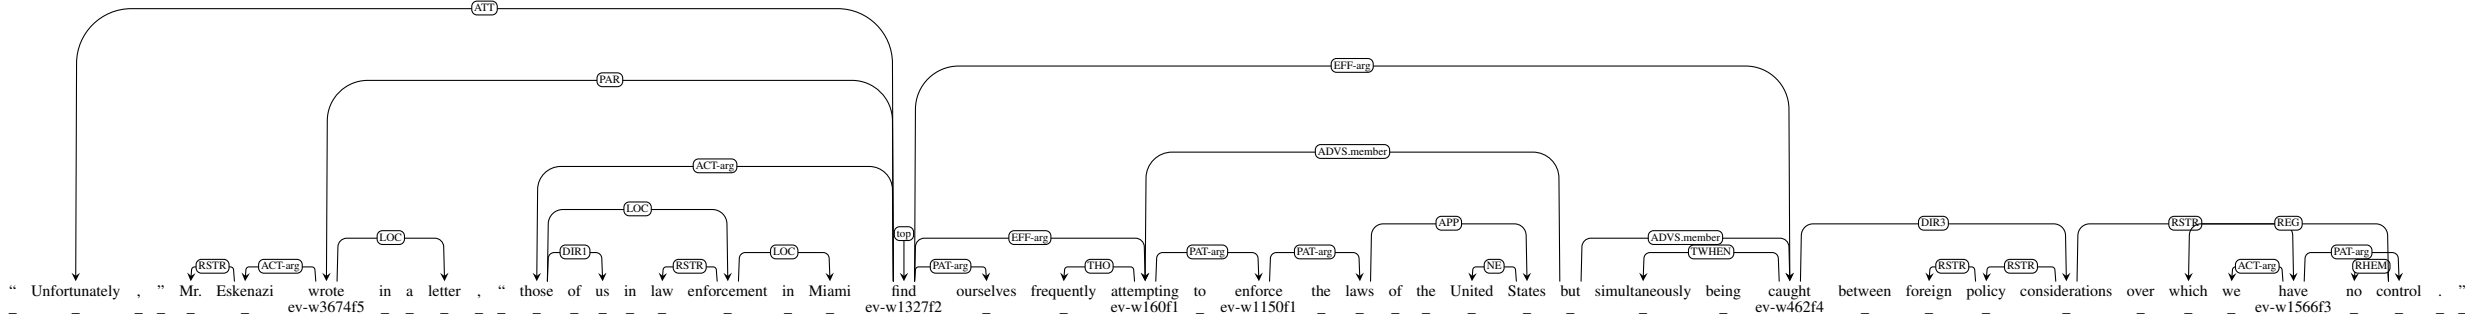 ATT
EFF-arg
PAR
ADVS.member
ACT-arg
LOC
APP RSTR REG
top
LOC EFF-arg ADVS.member DIR3
DIR1 LOC PAT-arg PAT-arg TWHEN PAT-arg
RSTR ACT-arg RSTR PAT-arg THO NE RSTR RSTR ACT-arg RHEM
“ Unfortunately , ” Mr. Eskenazi wrote in a letter , “ those of us in law enforcement in Miami find ourselves frequently attempting to enforce the laws of the United States but simultaneously being caught between foreign policy considerations over which we have no control . ”
_ _ _ _ _ _ ev-w3674f5 _ _ _ _ _ _ _ _ _ _ _ _ _ ev-w1327f2 _ _ ev-w160f1 _ ev-w1150f1 _ _ _ _ _ _ _ _ _ ev-w462f4 _ _ _ _ _ _ _ ev-w1566f3 _ _ _ _